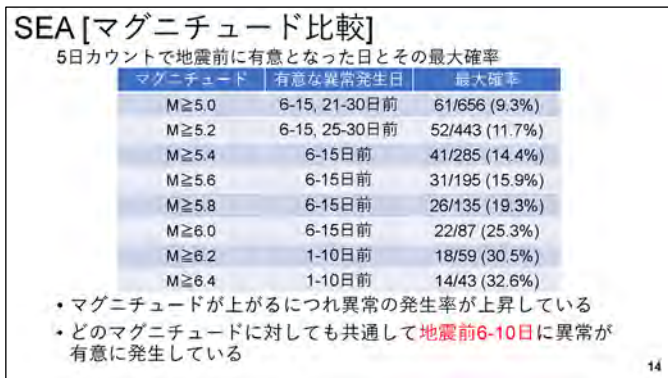 SEA [マグニチュード比較]
5日カウントで地震前に有意となった日とその最大確率
マグニチュード 有意な異常発生日 最大確率
M≧5.0 6-15, 21-30日前 61/656 (9.3%)
M≧5.2 6-15, 25-30日前 52/443 (11.7%)
M≧5.4 6-15日前 41/285 (14.4%)
M≧5.6 6-15日前 31/195 (15.9%)
M≧5.8 6-15日前 26/135 (19.3%)
M≧6.0 6-15日前 22/87 (25.3%)
M≧6.2 1-10日前 18/59 (30.5%)
M≧6.4 1-10日前 14/43 (32.6%)
• マグニチュードが上がるにつれ異常の発生率が上昇している
• どのマグニチュードに対しても共通して地震前6-10日に異常が
有意に発生している
14